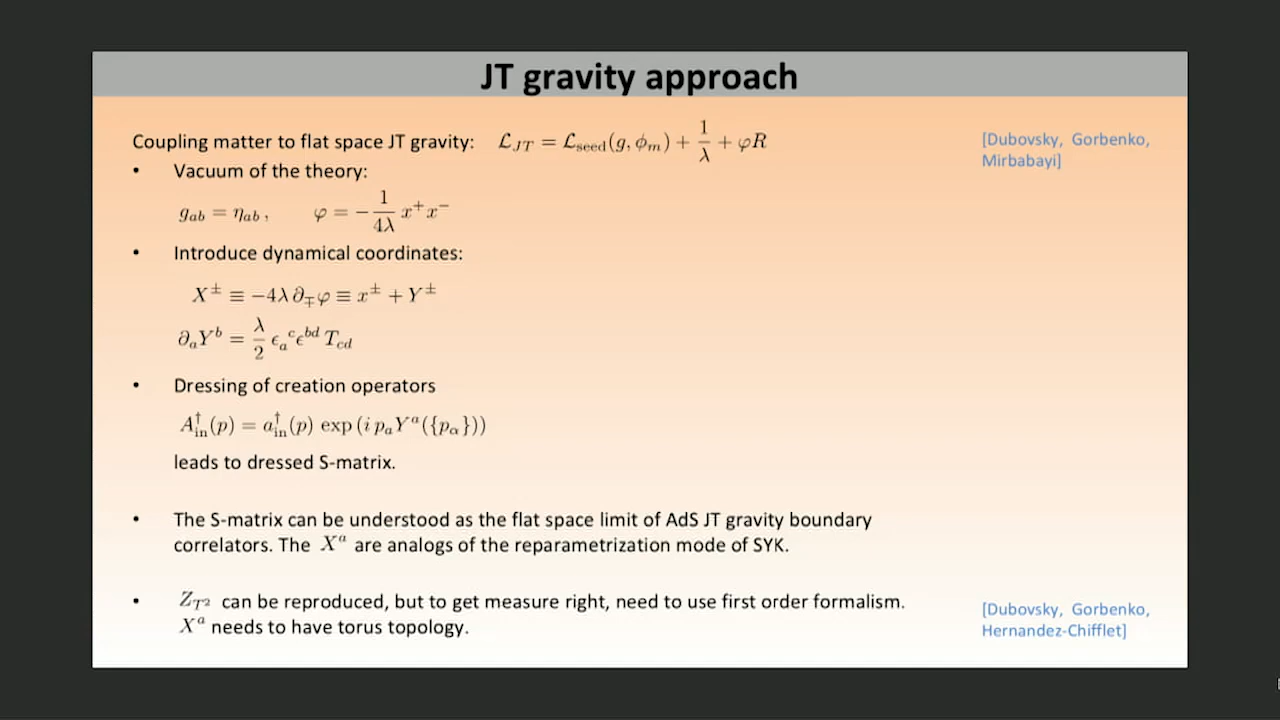 JT gravity approach
Coupling matter to flat space JT gravity: $\mathcal{L}_{JT} = \mathcal{L}_{\text{seed}}(g, \phi_m) + \frac{1}{\lambda} + \varphi R$
[Dubovsky, Gorbenko,
Mirbabayi]
• Vacuum of the theory:
$g_{ab} = \eta_{ab}\,, \qquad \varphi = -\frac{1}{4\lambda} x^+ x^-$
• Introduce dynamical coordinates:
$X^\pm \equiv -4\lambda \partial_\mp \varphi \equiv x^\pm + Y^\pm$
$\partial_a Y^b = \frac{\lambda}{2} \epsilon_a{}^c \epsilon^{bd} T_{cd}$
• Dressing of creation operators
$A^\dagger_{\text{in}}(p) = a^\dagger_{\text{in}}(p) \exp(i\, p_a Y^a(\{p_\alpha\}))$
leads to dressed S-matrix.
• The S-matrix can be understood as the flat space limit of AdS JT gravity boundary
correlators. The $X^a$ are analogs of the reparametrization mode of SYK.
• $Z_{T^2}$ can be reproduced, but to get measure right, need to use first order formalism.
$X^a$ needs to have torus topology.
[Dubovsky, Gorbenko,
Hernandez-Chifflet]